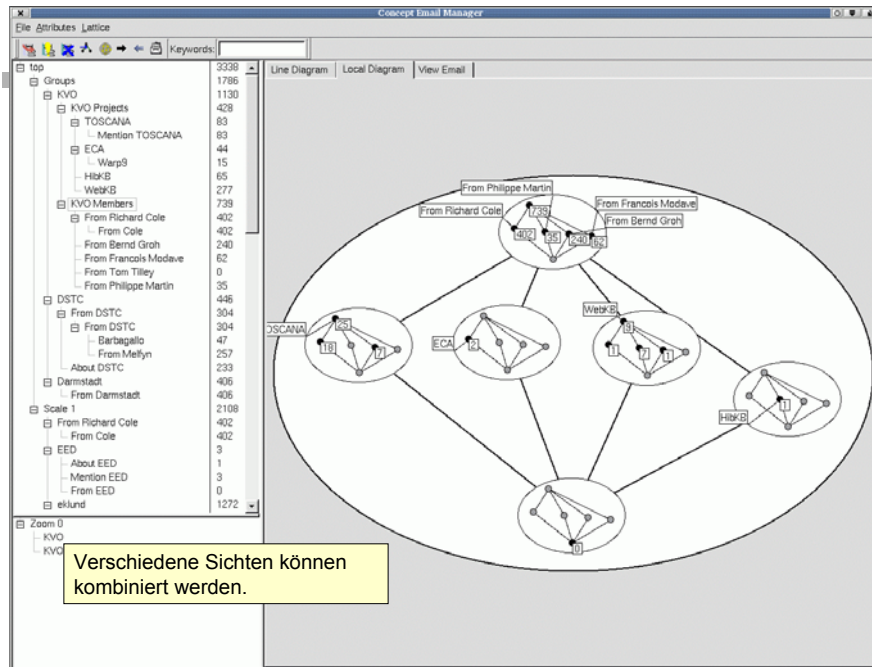 Concept Email Manager
File Attributes Lattice
Keywords:
top 3338
Groups 1786
KVO 1130
KVO Projects 428
TOSCANA 83
Mention TOSCANA 83
ECA 44
Warp9 15
HibKB 65
WebKB 277
KVO Members 739
From Richard Cole 402
From Cole 402
From Bernd Groh 240
From Francois Modave 62
From Tom Tilley 0
From Philippe Martin 35
DSTC 446
From DSTC 304
From DSTC 304
Barbagallo 47
From Melfyn 257
About DSTC 233
Darmstadt 406
From Darmstadt 406
Scale 1 2108
From Richard Cole 402
From Cole 402
EED 3
About EED 1
Mention EED 3
From EED 0
eklund 1272
Zoom 0
KVO
KVO
Verschiedene Sichten können
kombiniert werden.
Line Diagram Local Diagram View Email
From Philippe Martin
From Francois Modave
From Richard Cole
From Bernd Groh
739
402 35 240 62
OSCANA
25
18 7
ECA
2
WebKB
9
1 7 1
HibKB
1
0